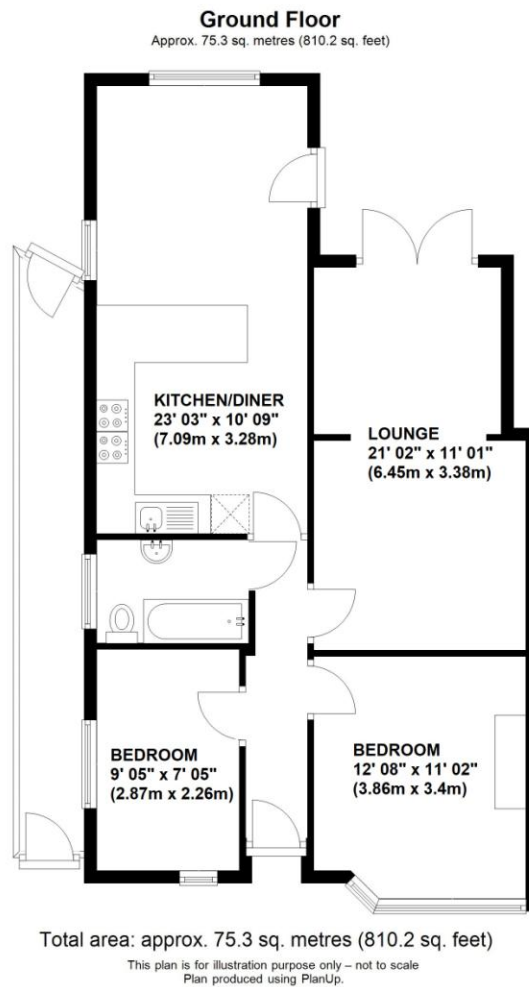 Ground Floor
Approx. 75.3 sq. metres (810.2 sq. feet)
KITCHEN/DINER
23' 03" x 10' 09"
(7.09m x 3.28m)
LOUNGE
21' 02" x 11' 01"
(6.45m x 3.38m)
BEDROOM
9' 05" x 7' 05"
(2.87m x 2.26m)
BEDROOM
12' 08" x 11' 02"
(3.86m x 3.4m)
Total area: approx. 75.3 sq. metres (810.2 sq. feet)
This plan is for illustration purpose only – not to scale
Plan produced using PlanUp.